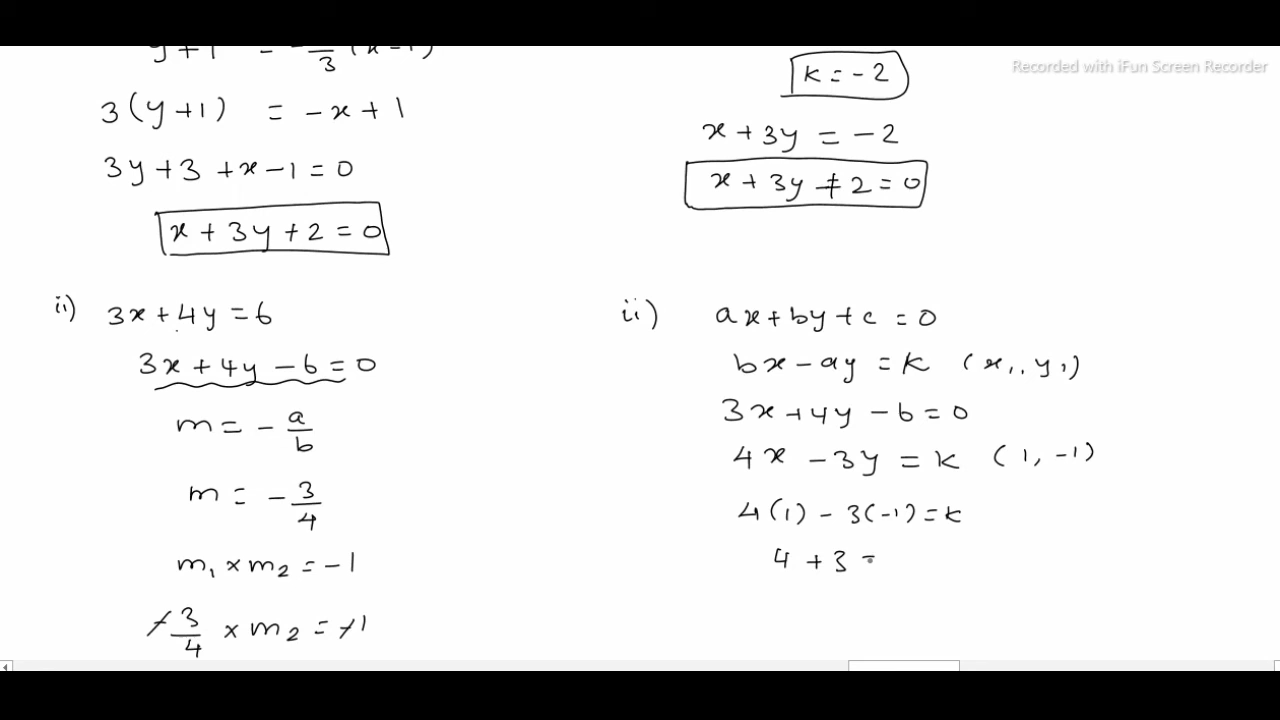 y + 1 = - /3 (x - 1)
3(y+1) = -x + 1
3y + 3 + x - 1 = 0
x + 3y + 2 = 0
ii) 3x + 4y = 6
3x + 4y - 6 = 0
m = - a/b
m = - 3/4
m₁ × m₂ = -1
-3/4 × m₂ = -1
Recorded with iFun Screen Recorder
k = -2
x + 3y = -2
x + 3y + 2 = 0
ii) ax + by + c = 0
bx - ay = k (x₁, y₁)
3x + 4y - 6 = 0
4x - 3y = k (1, -1)
4(1) - 3(-1) = k
4 + 3 =